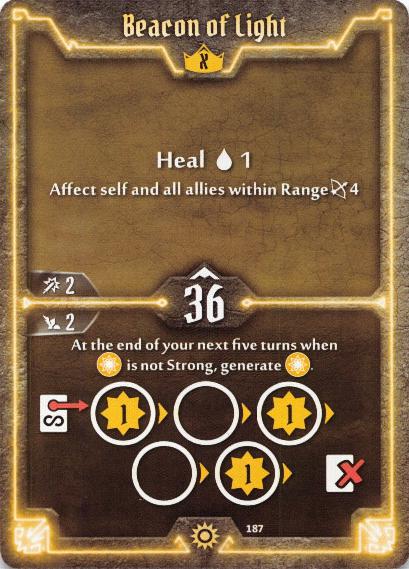 Beacon of Light
X
Heal 1
Affect self and all allies within Range 4
2
36
2
At the end of your next five turns when
is not Strong, generate .
S 1 1
1
187